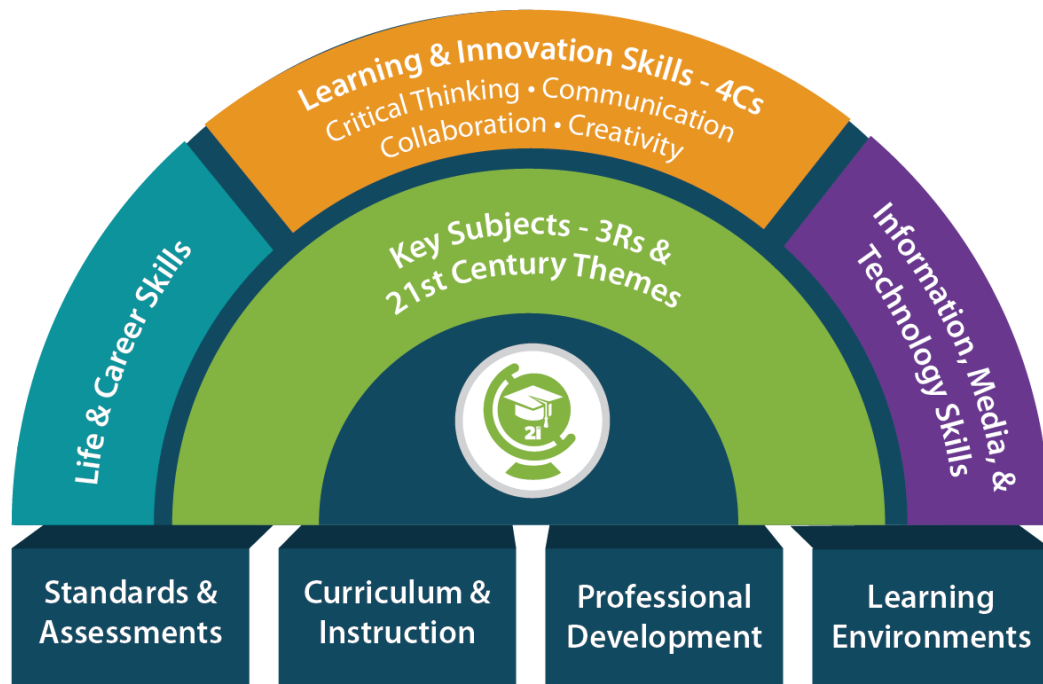 Learning & Innovation Skills - 4Cs
Critical Thinking • Communication
Collaboration • Creativity
Life & Career Skills
Key Subjects - 3Rs &
21st Century Themes
Information, Media, &
Technology Skills
21
Standards &
Assessments
Curriculum &
Instruction
Professional
Development
Learning
Environments